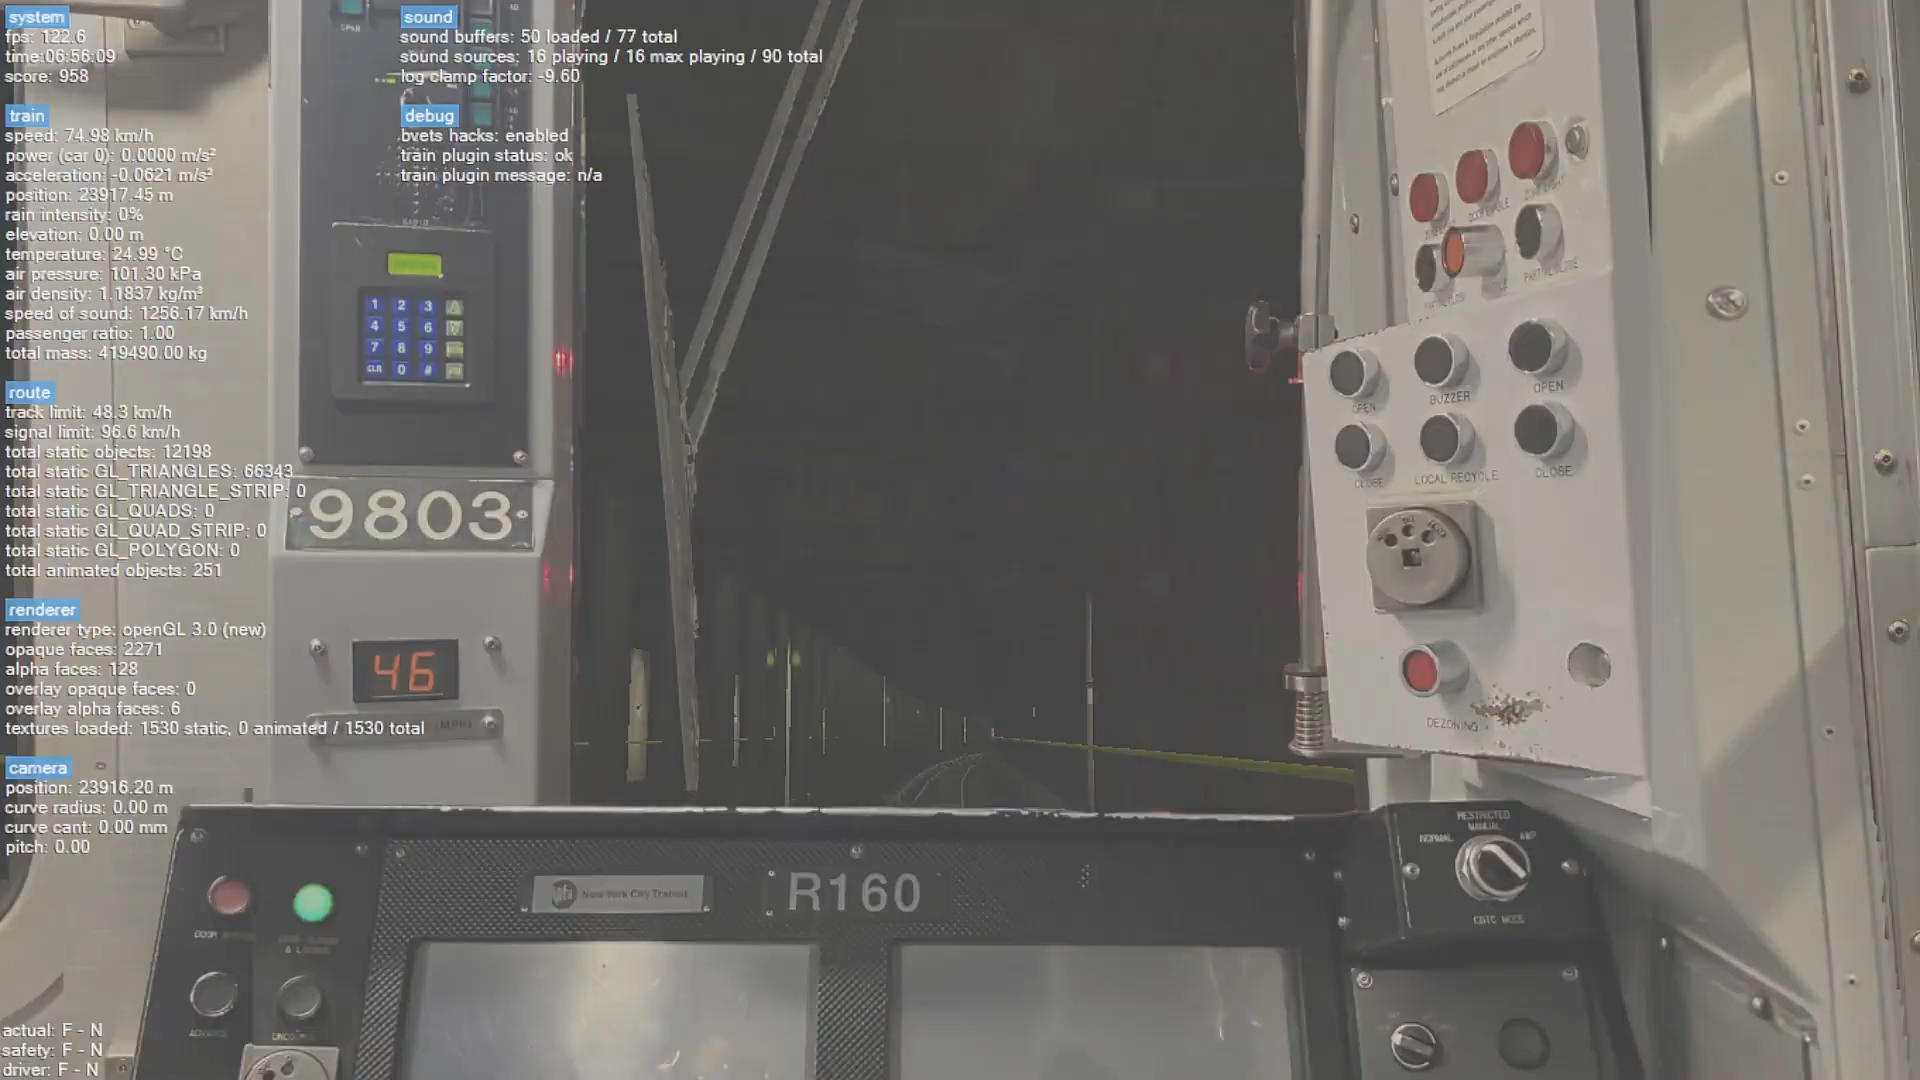 system
fps: 122.6
time:06:56:09
score: 958
train
speed: 74.98 km/h
power (car 0): 0.0000 m/s²
acceleration: -0.0621 m/s²
position: 23917.45 m
rain intensity: 0%
elevation: 0.00 m
temperature: 24.99 °C
air pressure: 101.30 kPa
air density: 1.1837 kg/m³
speed of sound: 1256.17 km/h
passenger ratio: 1.00
total mass: 419490.00 kg
route
track limit: 48.3 km/h
signal limit: 96.6 km/h
total static objects: 12198
total static GL_TRIANGLES: 66343
total static GL_TRIANGLE_STRIP: 0
total static GL_QUADS: 0
total static GL_QUAD_STRIP: 0
total static GL_POLYGON: 0
total animated objects: 251
renderer
renderer type: openGL 3.0 (new)
opaque faces: 2271
alpha faces: 128
overlay opaque faces: 0
overlay alpha faces: 6
textures loaded: 1530 static, 0 animated / 1530 total
camera
position: 23916.20 m
curve radius: 0.00 m
curve cant: 0.00 mm
pitch: 0.00
actual: F - N
safety: F - N
driver: F - N
sound
sound buffers: 50 loaded / 77 total
sound sources: 16 playing / 16 max playing / 90 total
log clamp factor: -9.60
debug
bvets hacks: enabled
train plugin status: ok
train plugin message: n/a
RADIO
1 2 3
4 5 6
7 8 9
CLR 0 #
9803
46
(MPH)
New York City Transit
R160
OPEN BUZZER OPEN
CLOSE LOCAL RECYCLE CLOSE
DEZONING
RESTRICTED
MANUAL
NORMAL
CBTC MODE
& LOCKED